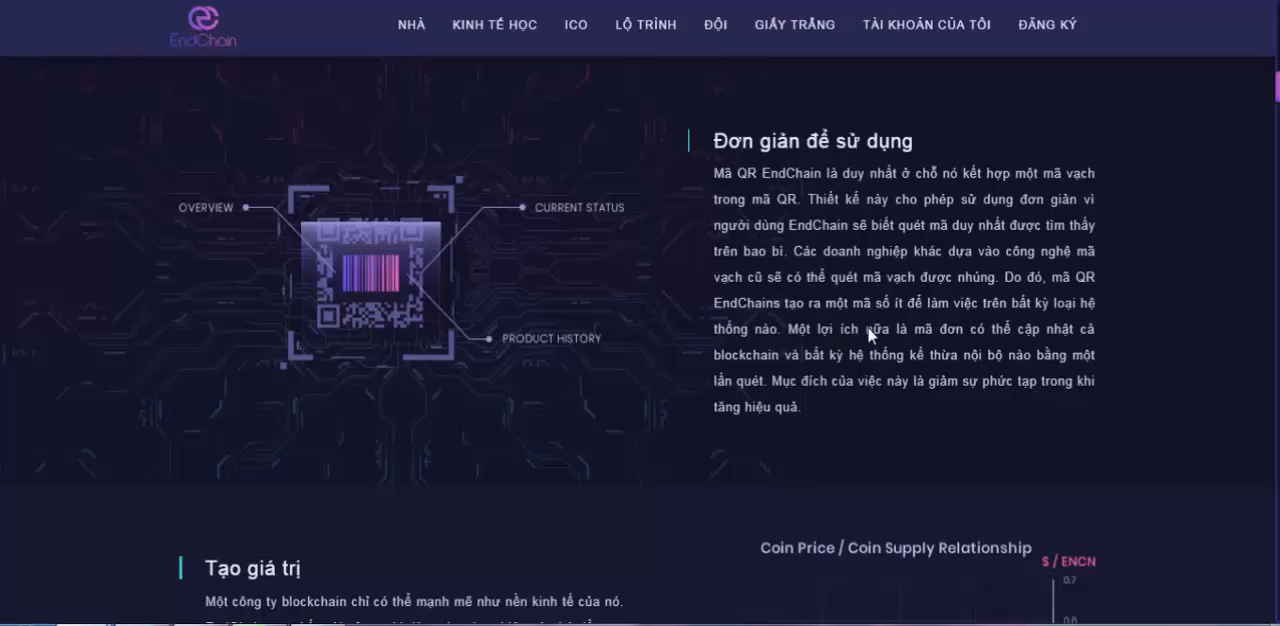 EndChain
NHÀ
KINH TẾ HỌC
ICO
LỘ TRÌNH
ĐỘI
GIẤY TRẮNG
TÀI KHOẢN CỦA TÔI
ĐĂNG KÝ
OVERVIEW
CURRENT STATUS
PRODUCT HISTORY
Đơn giản để sử dụng
Mã QR EndChain là duy nhất ở chỗ nó kết hợp một mã vạch
trong mã QR. Thiết kế này cho phép sử dụng đơn giản vì
người dùng EndChain sẽ biết quét mã duy nhất được tìm thấy
trên bao bì. Các doanh nghiệp khác dựa vào công nghệ mã
vạch cũ sẽ có thể quét mã vạch được nhúng. Do đó, mã QR
EndChains tạo ra một mã số ít để làm việc trên bất kỳ loại hệ
thống nào. Một lợi ích nữa là mã đơn có thể cập nhật cả
blockchain và bất kỳ hệ thống kế thừa nội bộ nào bằng một
lần quét. Mục đích của việc này là giảm sự phức tạp trong khi
tăng hiệu quả.
Tạo giá trị
Một công ty blockchain chỉ có thể mạnh mẽ như nền kinh tế của nó.
Coin Price / Coin Supply Relationship
$ / ENCN
0.7
0.6